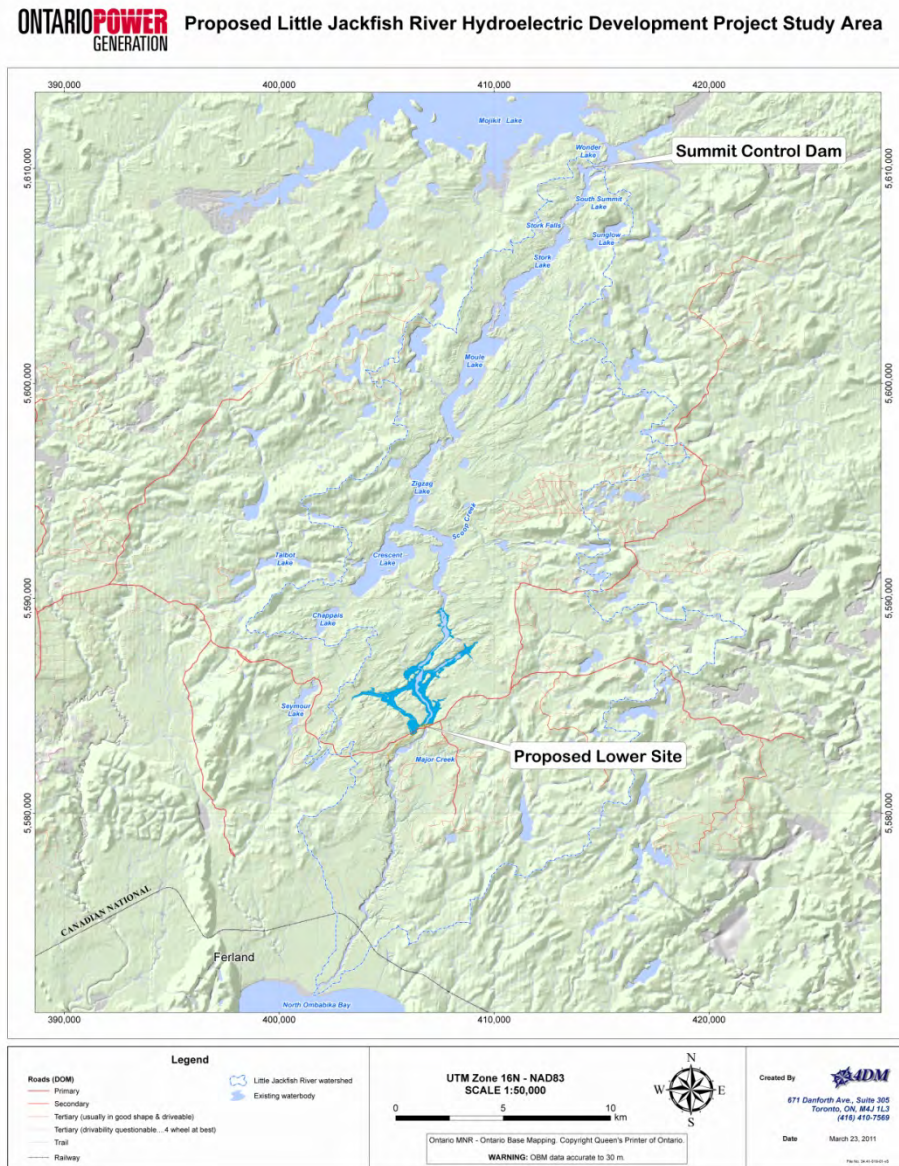 ONTARIOPOWER
GENERATION
Proposed Little Jackfish River Hydroelectric Development Project Study Area
390,000
400,000
410,000
420,000
Mojikit Lake
Wonder
Lake
Summit Control Dam
5,610,000
5,610,000
South Summit
Lake
Stork Falls
Sunglow
Lake
Stork
Lake
Moule
Lake
5,600,000
5,600,000
Zigzag
Lake
Scoop Creek
Talbot
Lake
Crescent
Lake
5,590,000
5,590,000
Chappais
Lake
Seymour
Lake
Proposed Lower Site
Major Creek
5,580,000
5,580,000
CANADIAN NATIONAL
Ferland
North Ombabika Bay
390,000
400,000
410,000
420,000
Legend
Roads (DOM)
Primary
Secondary
Tertiary (usually in good shape & driveable)
Tertiary (drivability questionable... 4 wheel at best)
Trail
Railway
Little Jackfish River watershed
Existing waterbody
UTM Zone 16N - NAD83
SCALE 1:50,000
0 5 10
km
N
W E
S
Ontario MNR - Ontario Base Mapping. Copyright Queen's Printer of Ontario.
WARNING: OBM data accurate to 30 m.
Created By
4DM
671 Danforth Ave., Suite 305
Toronto, ON, M4J 1L3
(416) 410-7569
Date March 23, 2011